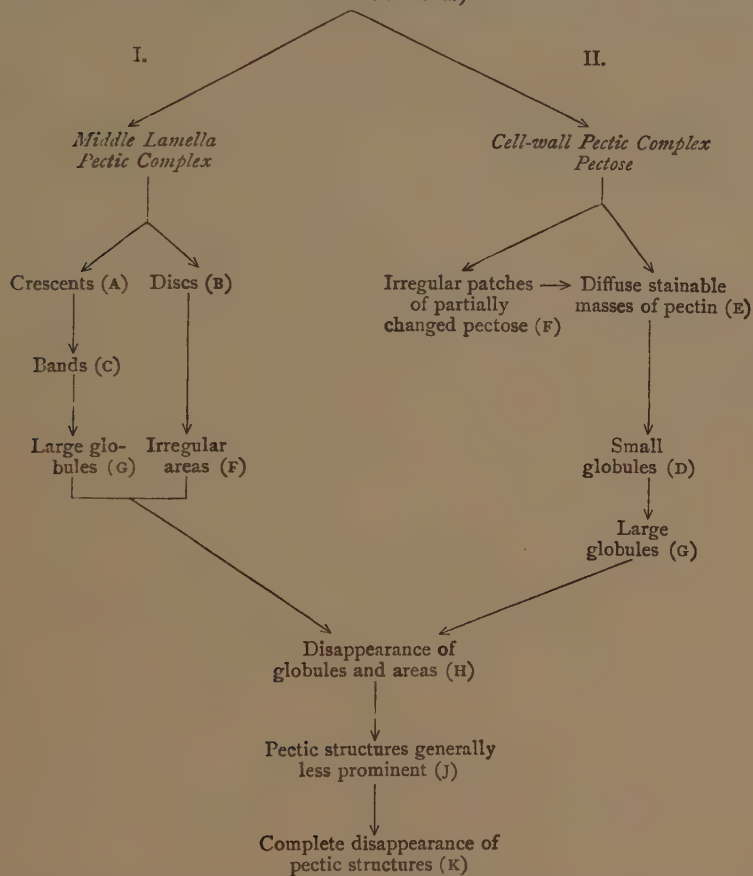 I.
II.
Middle Lamella
Pectic Complex
Cell-wall Pectic Complex
Pectose
Crescents (A)
Discs (B)
Irregular patches
of partially
changed pectose (F)
Diffuse stainable
masses of pectin (E)
Bands (C)
Large glo-
bules (G)
Irregular
areas (F)
Small
globules (D)
Large
globules (G)
Disappearance of
globules and areas (H)
Pectic structures generally
less prominent (J)
Complete disappearance of
pectic structures (K)